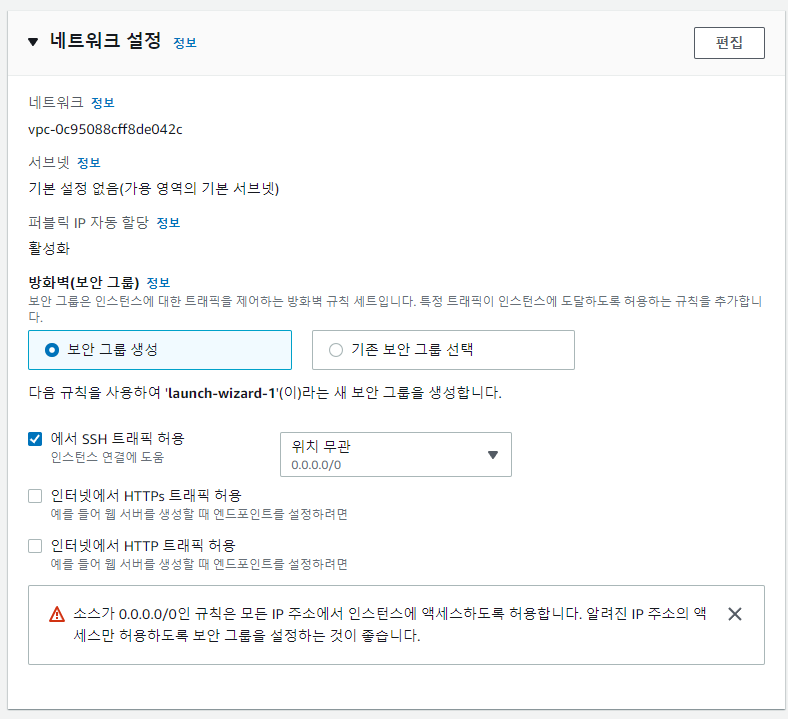 네트워크 설정 정보
편집
네트워크 정보
vpc-0c95088cff8de042c
서브넷 정보
기본 설정 없음(가용 영역의 기본 서브넷)
퍼블릭 IP 자동 할당 정보
활성화
방화벽(보안 그룹) 정보
보안 그룹은 인스턴스에 대한 트래픽을 제어하는 방화벽 규칙 세트입니다. 특정 트래픽이 인스턴스에 도달하도록 허용하는 규칙을 추가합니
다.
보안 그룹 생성
기존 보안 그룹 선택
다음 규칙을 사용하여 'launch-wizard-1'(이)라는 새 보안 그룹을 생성합니다.
에서 SSH 트래픽 허용
인스턴스 연결에 도움
위치 무관
0.0.0.0/0
인터넷에서 HTTPs 트래픽 허용
예를 들어 웹 서버를 생성할 때 엔드포인트를 설정하려면
인터넷에서 HTTP 트래픽 허용
예를 들어 웹 서버를 생성할 때 엔드포인트를 설정하려면
소스가 0.0.0.0/0인 규칙은 모든 IP 주소에서 인스턴스에 액세스하도록 허용합니다. 알려진 IP 주소의 액
세스만 허용하도록 보안 그룹을 설정하는 것이 좋습니다.